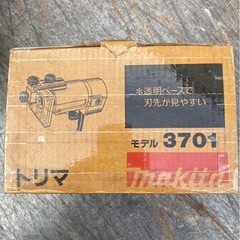 ※透明ベースで
刃先が見やすい
モデル 3701
トリマ
makita